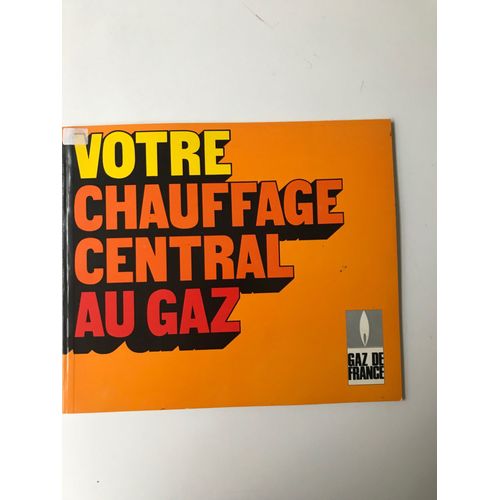 VOTRE
CHAUFFAGE
CENTRAL
AU GAZ
GAZ DE
FRANCE